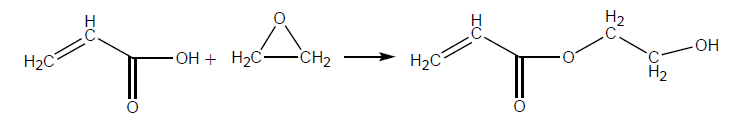 H₂C H OH O + O H₂C CH₂ H₂C H O O H₂ C C H₂ OH